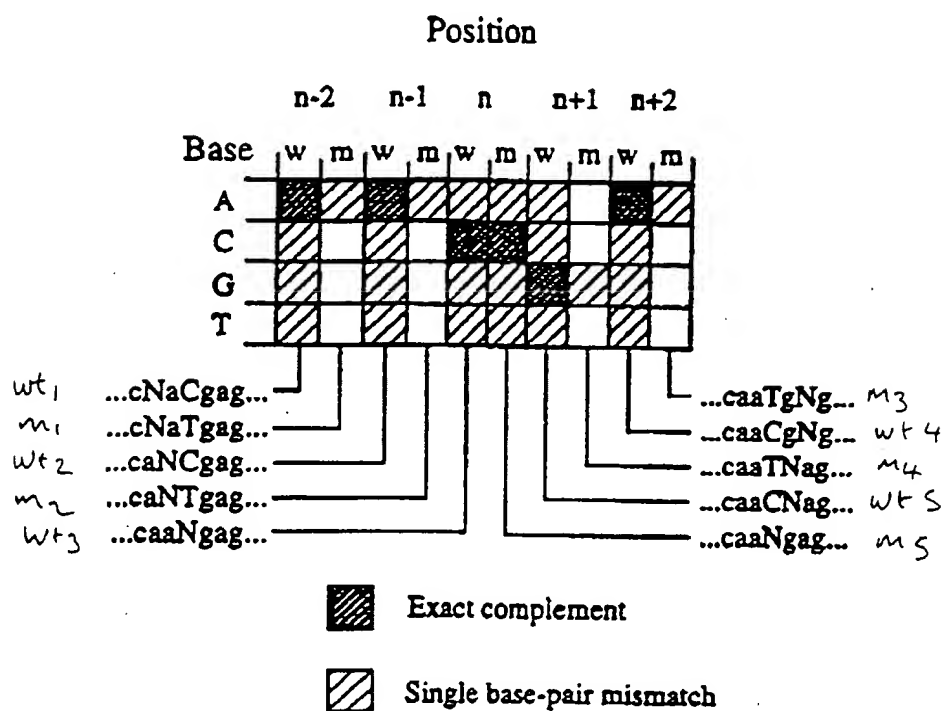 Position
n-2 n-1 n n+1 n+2
Base w m w m w m w m w m
A
C
G
T
wt1 ...cNaCgag...
m1 ...cNaTgag...
wt2 ...caNCgag...
m2 ...caNTgag...
wt3 ...caaNgag...
...caaTgNg... m3
...caaCgNg... wt4
...caaTNag... m4
...caaCNag... wt5
...caaNgag... m5
Exact complement
Single base-pair mismatch